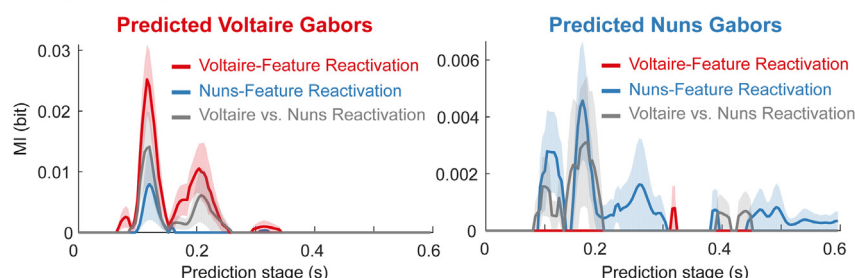 Predicted Voltaire Gabors
0.03
0.02
0.01
0
MI (bit)
Voltaire-Feature Reactivation
Nuns-Feature Reactivation
Voltaire vs. Nuns Reactivation
0 0.2 0.4 0.6
Prediction stage (s)
Predicted Nuns Gabors
0.006
0.004
0.002
0
Voltaire-Feature Reactivation
Nuns-Feature Reactivation
Voltaire vs. Nuns Reactivation
0 0.2 0.4 0.6
Prediction stage (s)